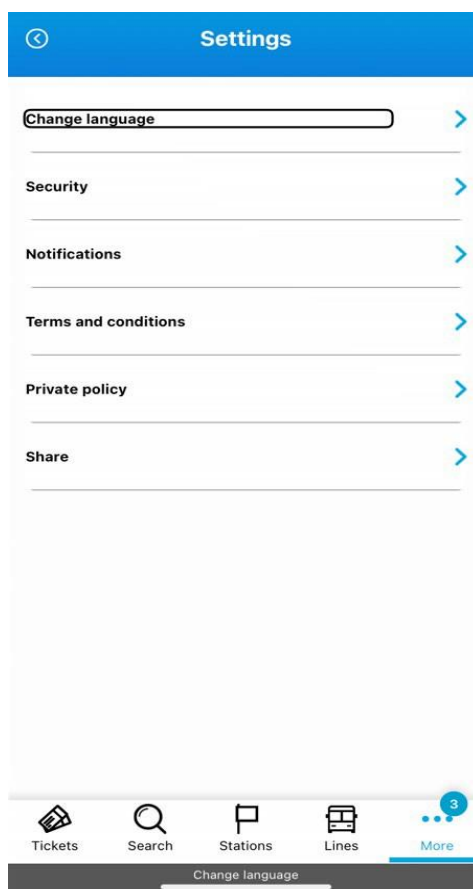 Settings
Change language
Security
Notifications
Terms and conditions
Private policy
Share
3
Tickets Search Stations Lines More
Change language